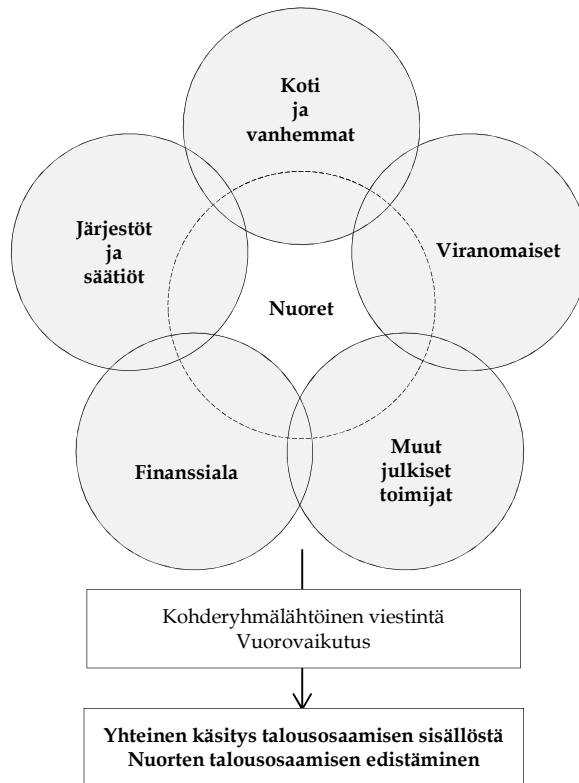 Koti
ja
vanhemmat
Järjestöt
ja
säätiöt
Viranomaiset
Nuoret
Finanssiala
Muut
julkiset
toimijat
Kohderyhmälähtöinen viestintä
Vuorovaikutus
Yhteinen käsitys talousosaamisen sisällöstä
Nuorten talousosaamisen edistäminen